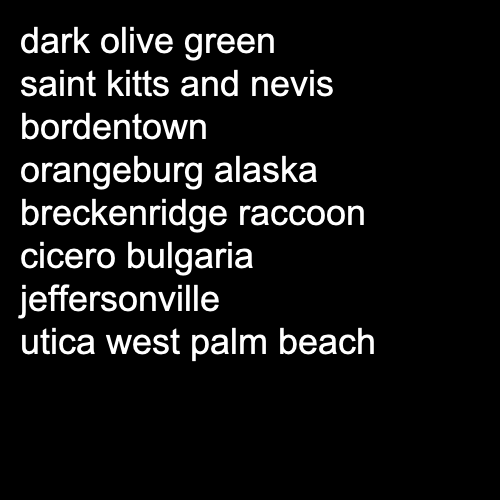 dark olive green
saint kitts and nevis
bordentown
orangeburg alaska
breckenridge raccoon
cicero bulgaria
jeffersonville
utica west palm beach